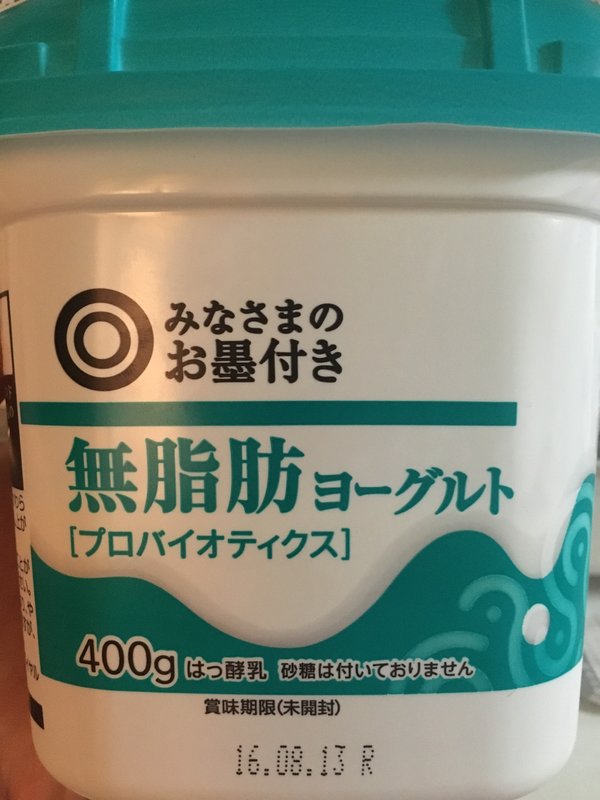 みなさまの
お墨付き
無脂肪ヨーグルト
[プロバイオティクス]
400g はっ酵乳 砂糖は付いておりません
賞味期限(未開封)
16.08.13 R